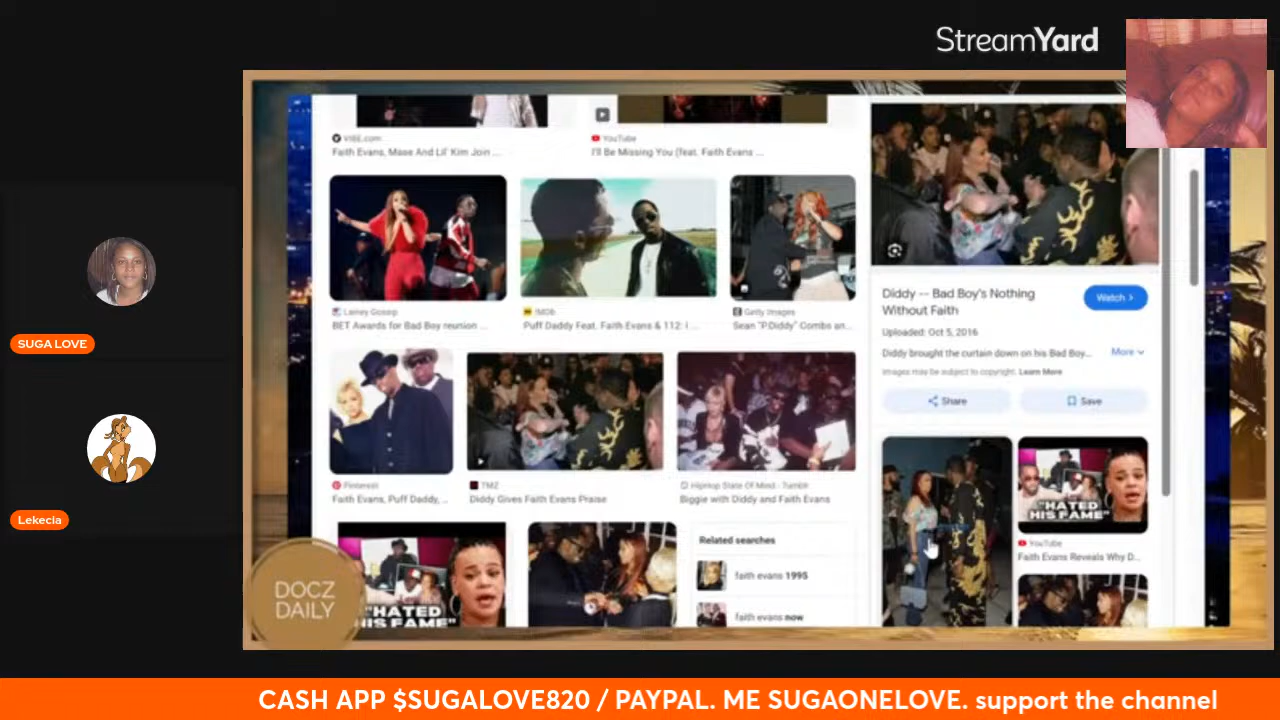 StreamYard
VIBE.com
Faith Evans, Mase And Lil' Kim Join ...
YouTube
I'll Be Missing You (feat. Faith Evans ...
Lainey Gossip
BET Awards for Bad Boy reunion ...
IMDb
Puff Daddy Feat. Faith Evans & 112: I ...
Getty Images
Sean "P.Diddy" Combs an...
Pinterest
Faith Evans, Puff Daddy, ...
TMZ
Diddy Gives Faith Evans Praise
HipHop State Of Mind - Tumblr
Biggie with Diddy and Faith Evans
"HATED
HIS FAME"
Related searches
faith evans 1995
faith evans now
Diddy -- Bad Boy's Nothing
Without Faith
Watch >
Uploaded: Oct 5, 2016
Diddy brought the curtain down on his Bad Boy...
More
Images may be subject to copyright. Learn More
Share
Save
"HATED
HIS FAME"
YouTube
Faith Evans Reveals Why D...
SUGA LOVE
Lekecia
DOCZ
DAILY
CASH APP $SUGALOVE820 / PAYPAL. ME SUGAONELOVE. support the channel